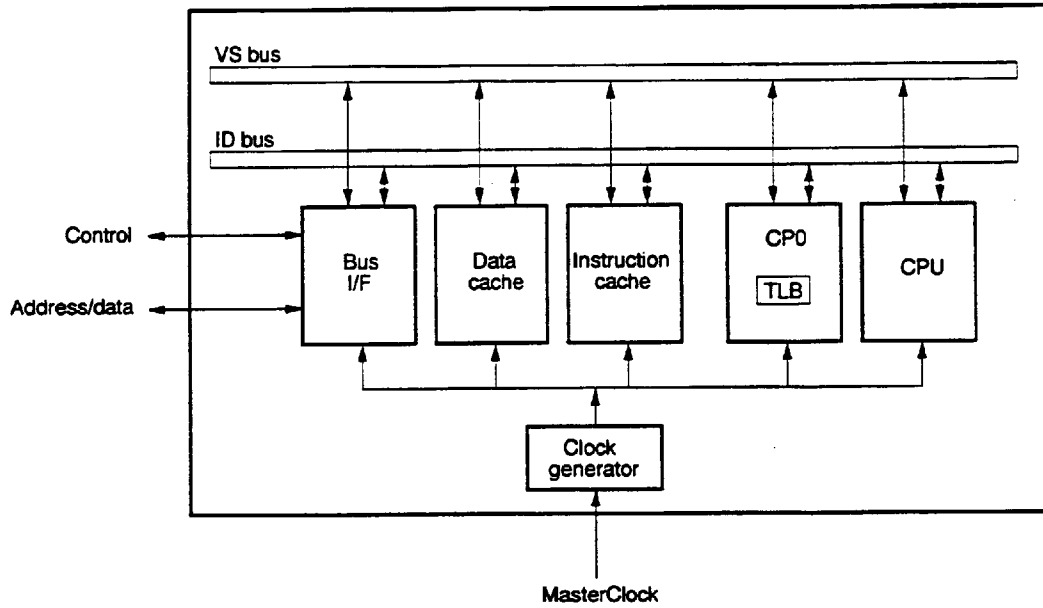 VS bus
ID bus
Control
Address/data
Bus
I/F
Data
cache
Instruction
cache
CP0
TLB
CPU
Clock
generator
MasterClock